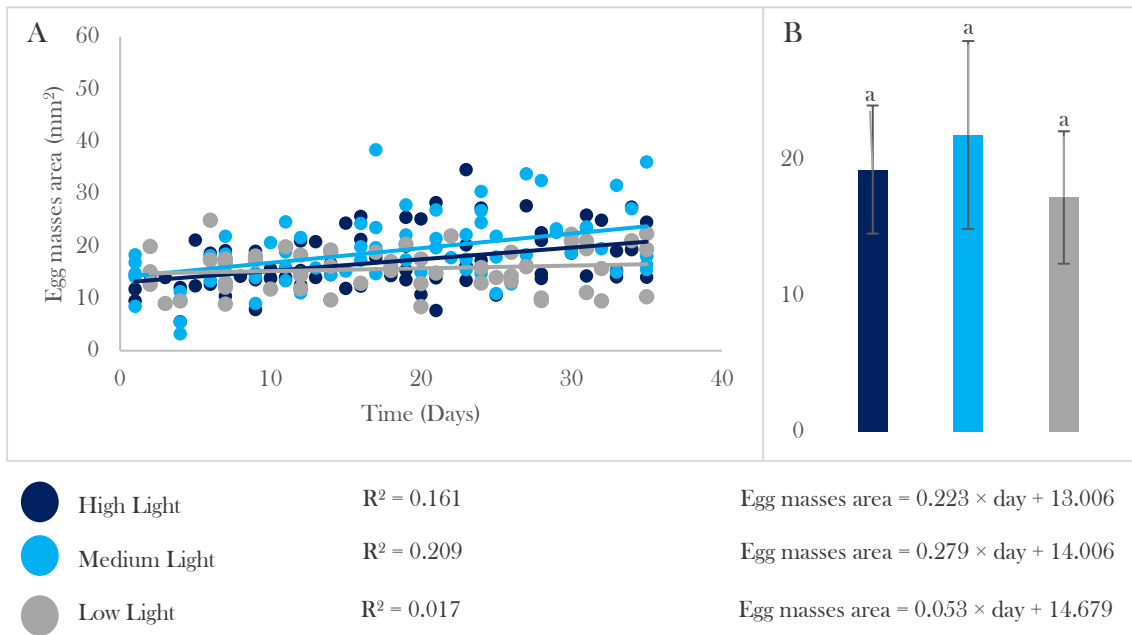 A
B
Egg masses area (mm²)
60
50
40
30
20
10
0
0
10
20
30
40
Time (Days)
a
a
a
20
10
0
High Light R² = 0.161 Egg masses area = 0.223 × day + 13.006
Medium Light R² = 0.209 Egg masses area = 0.279 × day + 14.006
Low Light R² = 0.017 Egg masses area = 0.053 × day + 14.679